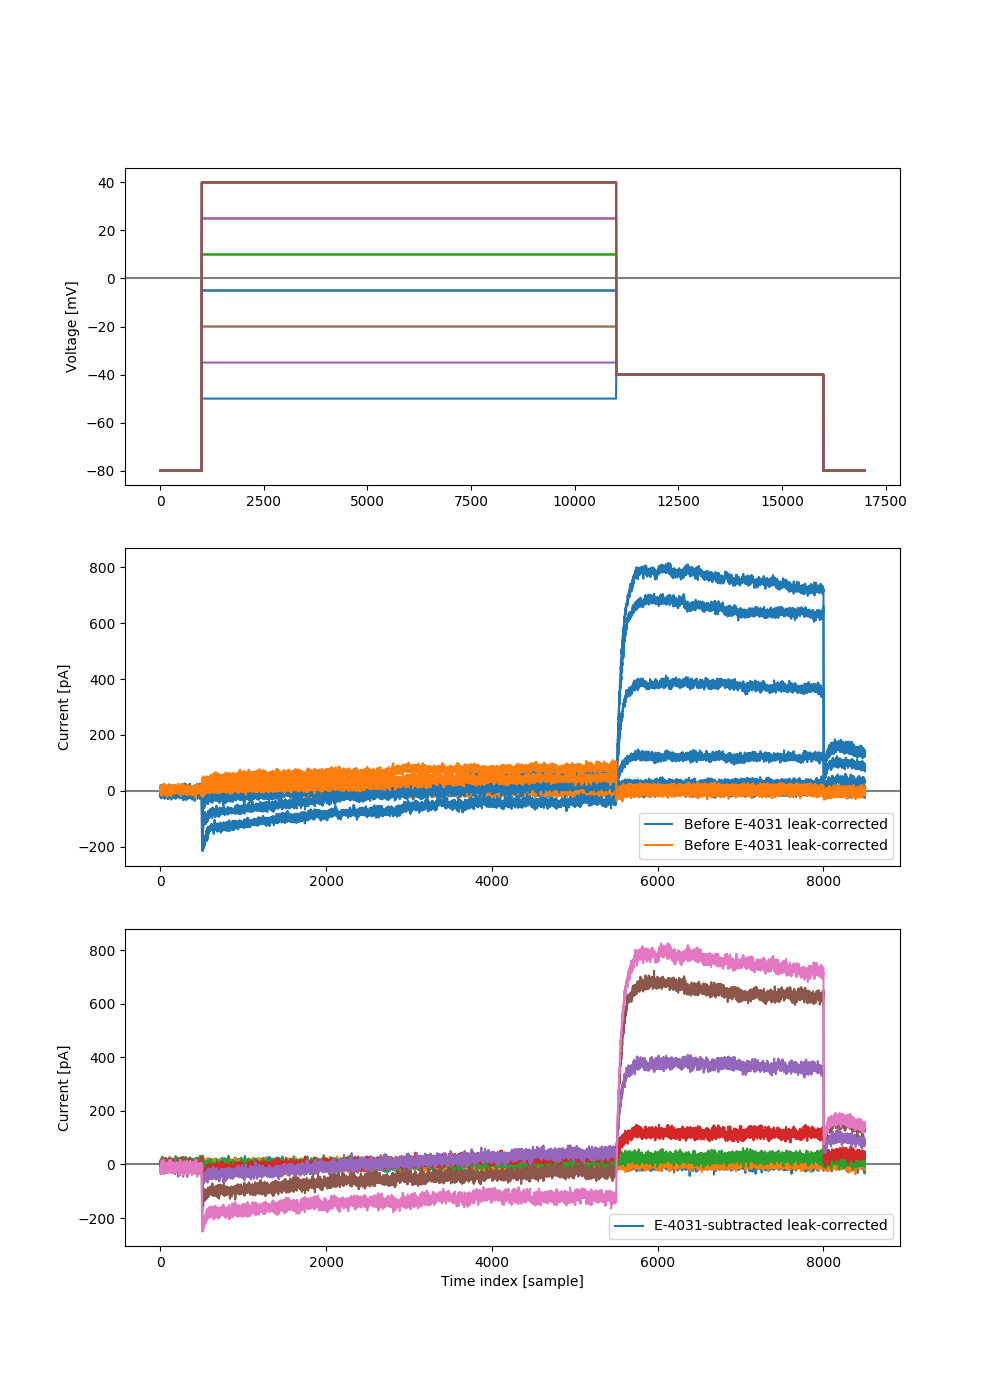 40
20
0
−20
−40
−60
−80
Voltage [mV]
0 2500 5000 7500 10000 12500 15000 17500
800
600
400
200
0
−200
Current [pA]
Before E-4031 leak-corrected
Before E-4031 leak-corrected
0 2000 4000 6000 8000
800
600
400
200
0
−200
Current [pA]
E-4031-subtracted leak-corrected
0 2000 4000 6000 8000
Time index [sample]